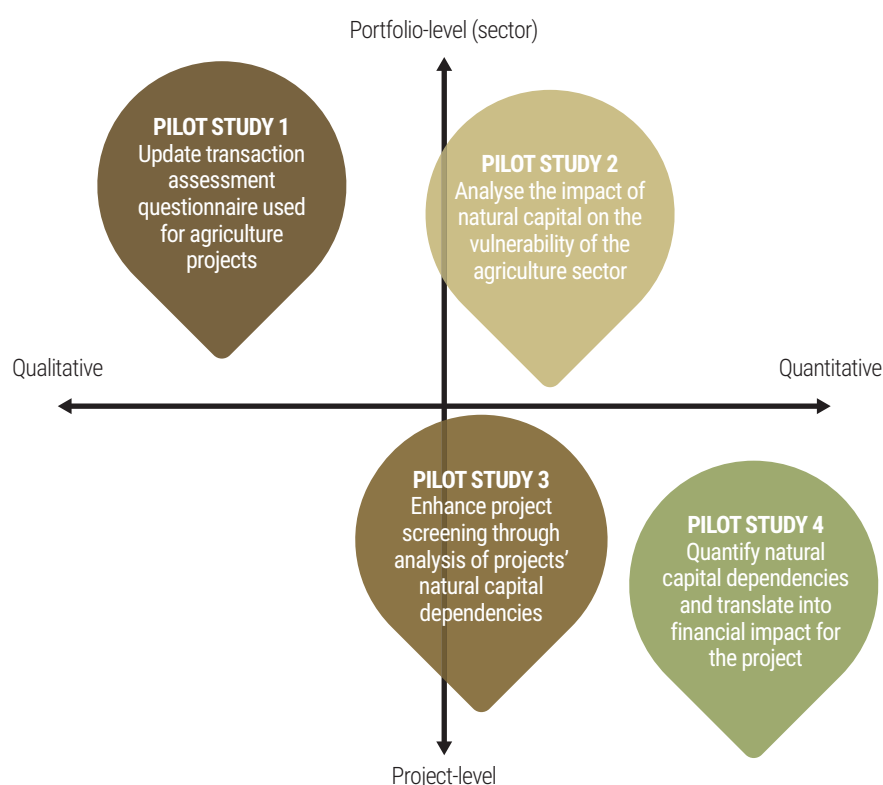 Portfolio-level (sector)
PILOT STUDY 1
Update transaction
assessment
questionnaire used
for agriculture
projects
PILOT STUDY 2
Analyse the impact of
natural capital on the
vulnerability of the
agriculture sector
Qualitative
Quantitative
PILOT STUDY 3
Enhance project
screening through
analysis of projects’
natural capital
dependencies
PILOT STUDY 4
Quantify natural
capital dependencies
and translate into
financial impact for
the project
Project-level